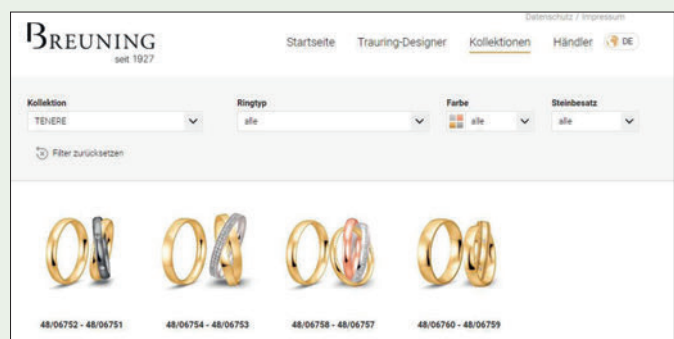 Datenschutz / Impressum
BREUNING
seit 1927
Startseite Trauring-Designer Kollektionen Händler DE
Kollektion Ringtyp Farbe Steinbesatz
TENERE alle alle alle
Filter zurücksetzen
48/06752 - 48/06751 48/06754 - 48/06753 48/06758 - 48/06757 48/06760 - 48/06759